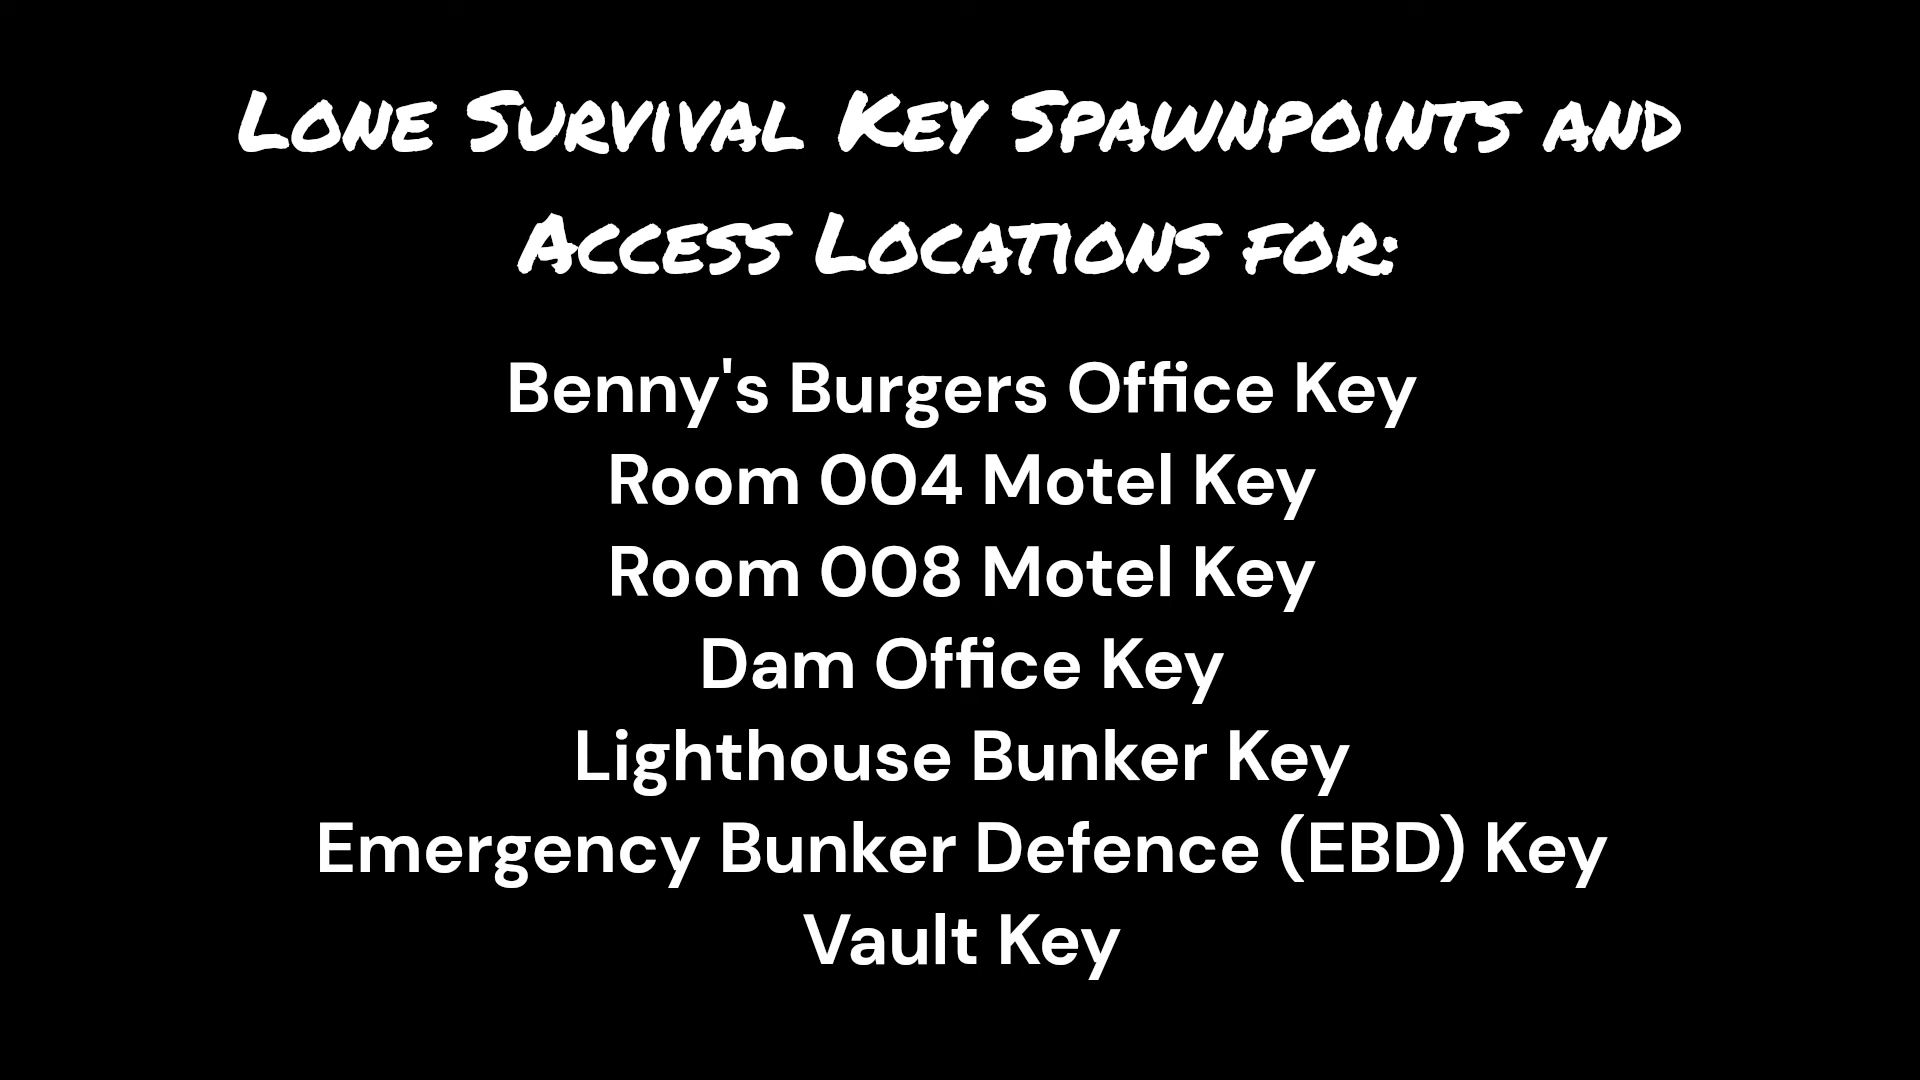 Lone Survival Key Spawnpoints and
Access Locations for:
Benny's Burgers Office Key
Room 004 Motel Key
Room 008 Motel Key
Dam Office Key
Lighthouse Bunker Key
Emergency Bunker Defence (EBD) Key
Vault Key